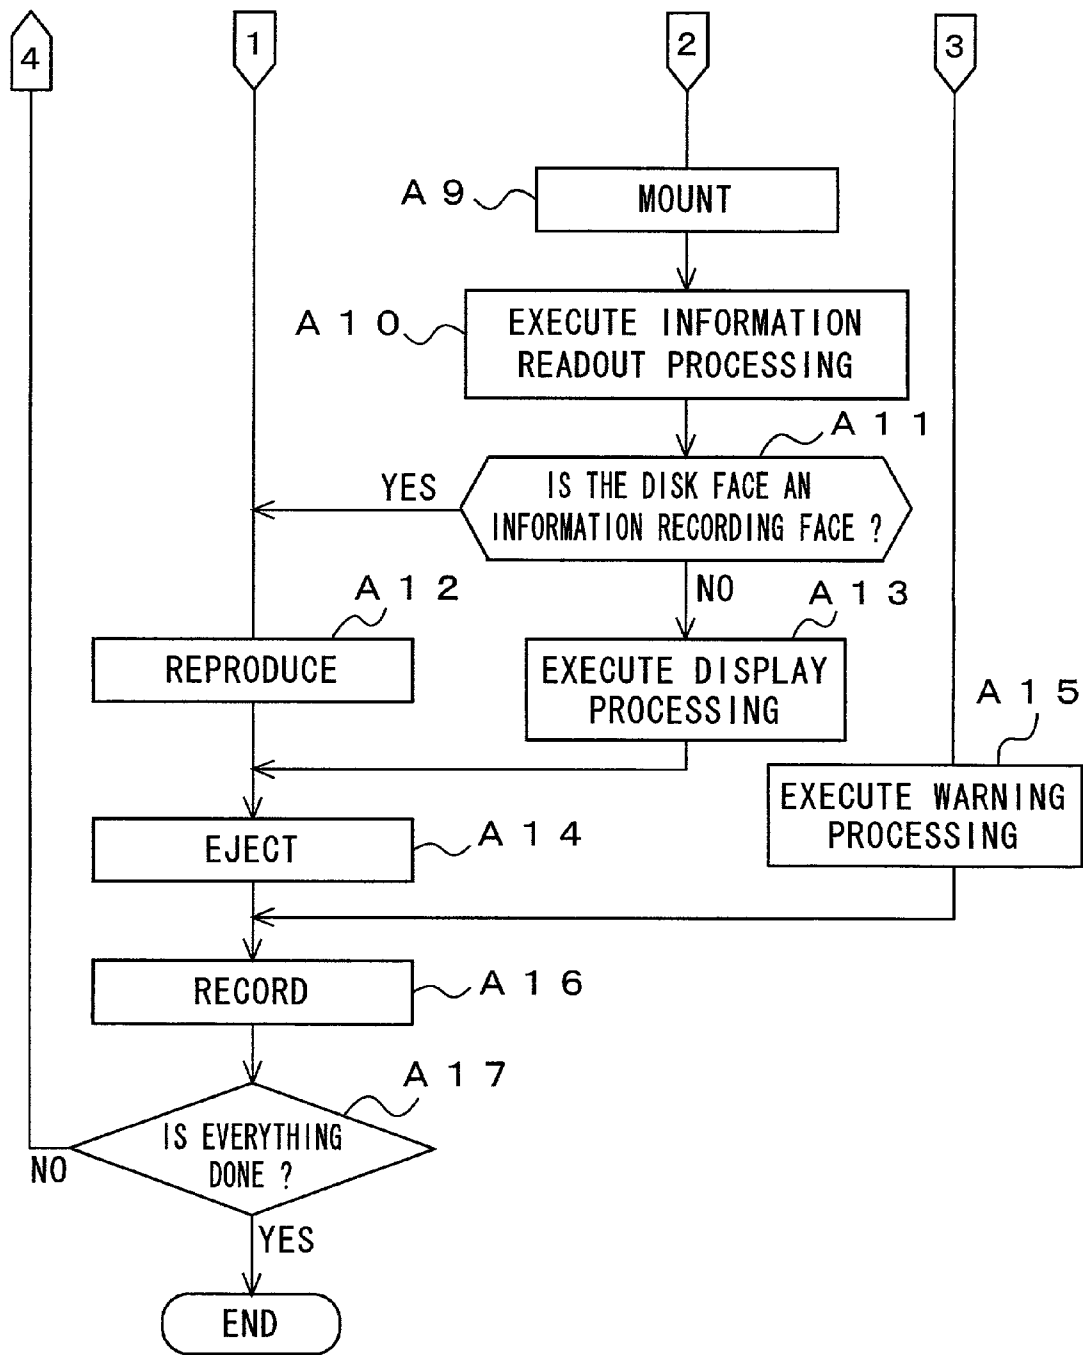 4
1
2
3
A 9
MOUNT
A 1 0
EXECUTE INFORMATION
READOUT PROCESSING
A 1 1
YES
IS THE DISK FACE AN
INFORMATION RECORDING FACE ?
NO
A 1 2
A 1 3
REPRODUCE
EXECUTE DISPLAY
PROCESSING
A 1 5
EXECUTE WARNING
PROCESSING
EJECT
A 1 4
RECORD
A 1 6
A 1 7
IS EVERYTHING
DONE ?
NO
YES
END